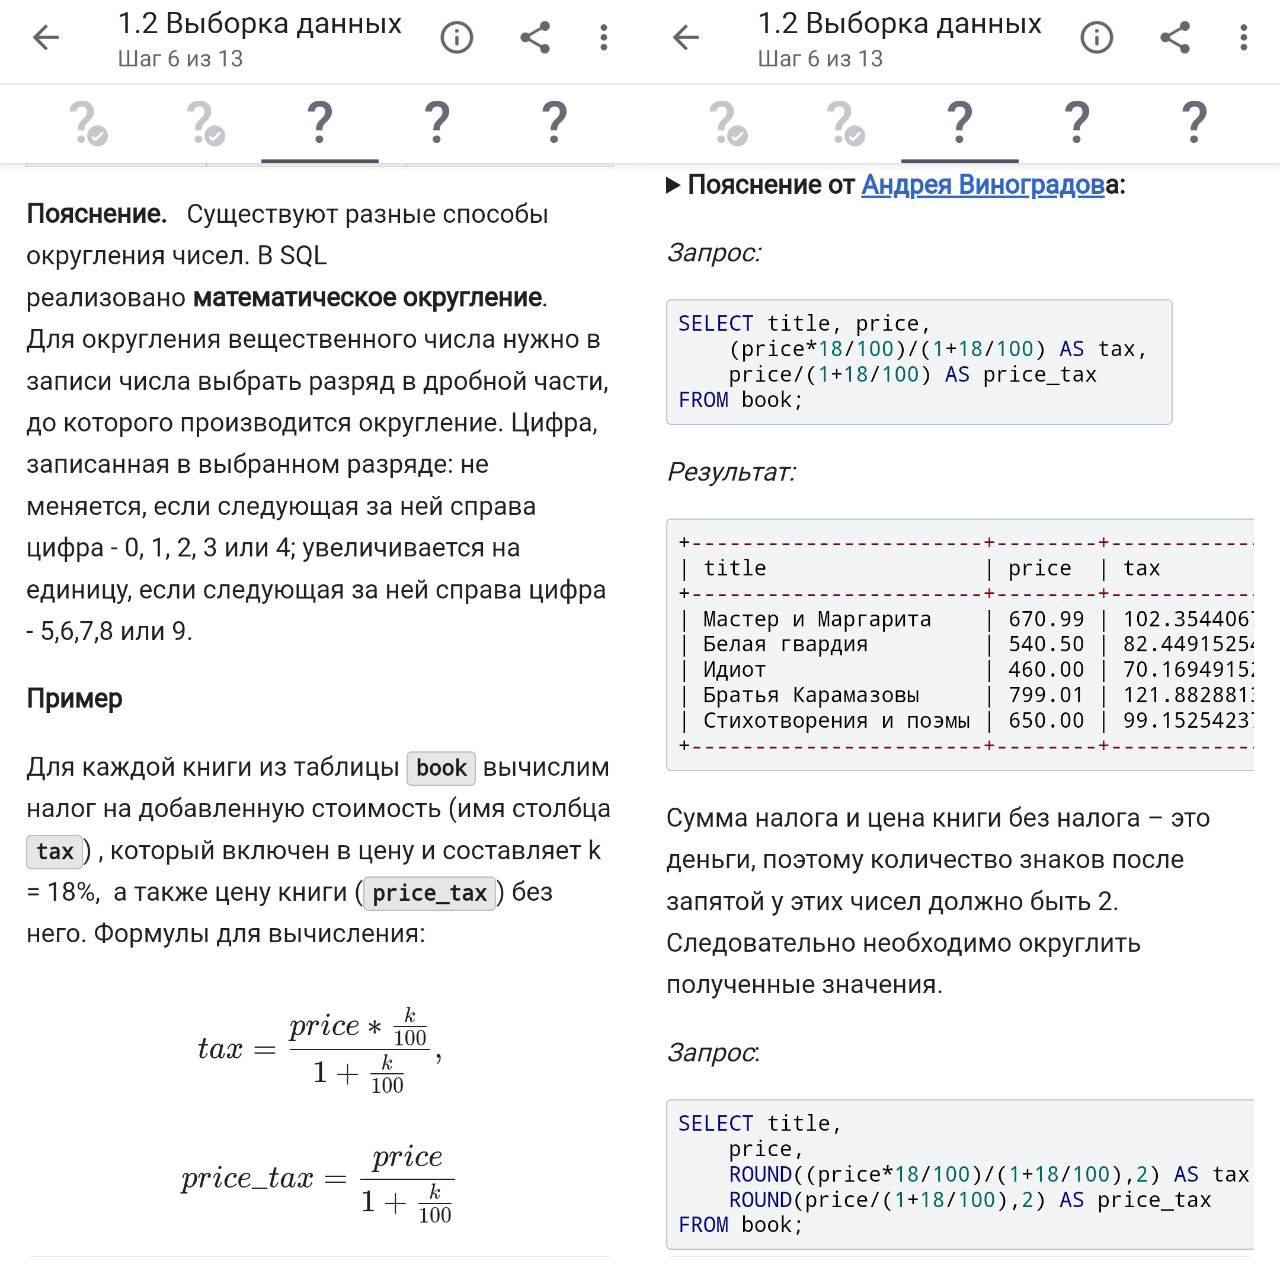 1.2 Выборка данных
Шаг 6 из 13
Пояснение. Существуют разные способы
округления чисел. В SQL
реализовано математическое округление.
Для округления вещественного числа нужно в
записи числа выбрать разряд в дробной части,
до которого производится округление. Цифра,
записанная в выбранном разряде: не
меняется, если следующая за ней справа
цифра - 0, 1, 2, 3 или 4; увеличивается на
единицу, если следующая за ней справа цифра
- 5,6,7,8 или 9.
Пример
Для каждой книги из таблицы book вычислим
налог на добавленную стоимость (имя столбца
tax) , который включен в цену и составляет k
= 18%, а также цену книги (price_tax) без
него. Формулы для вычисления:
tax = \frac{price * \frac{k}{100}}{1 + \frac{k}{100}},
price_tax = \frac{price}{1 + \frac{k}{100}}
1.2 Выборка данных
Шаг 6 из 13
▶ Пояснение от Андрея Виноградова:
Запрос:
SELECT title, price,
    (price*18/100)/(1+18/100) AS tax,
    price/(1+18/100) AS price_tax
FROM book;
Результат:
+-----------------------+--------+-----------
| title                 | price  | tax
+-----------------------+--------+-----------
| Мастер и Маргарита    | 670.99 | 102.3544067
| Белая гвардия         | 540.50 | 82.44915254
| Идиот                 | 460.00 | 70.16949152
| Братья Карамазовы     | 799.01 | 121.8828813
| Стихотворения и поэмы | 650.00 | 99.15254237
+-----------------------+--------+-----------
Сумма налога и цена книги без налога – это
деньги, поэтому количество знаков после
запятой у этих чисел должно быть 2.
Следовательно необходимо округлить
полученные значения.
Запрос:
SELECT title,
    price,
    ROUND((price*18/100)/(1+18/100),2) AS tax
    ROUND(price/(1+18/100),2) AS price_tax
FROM book;